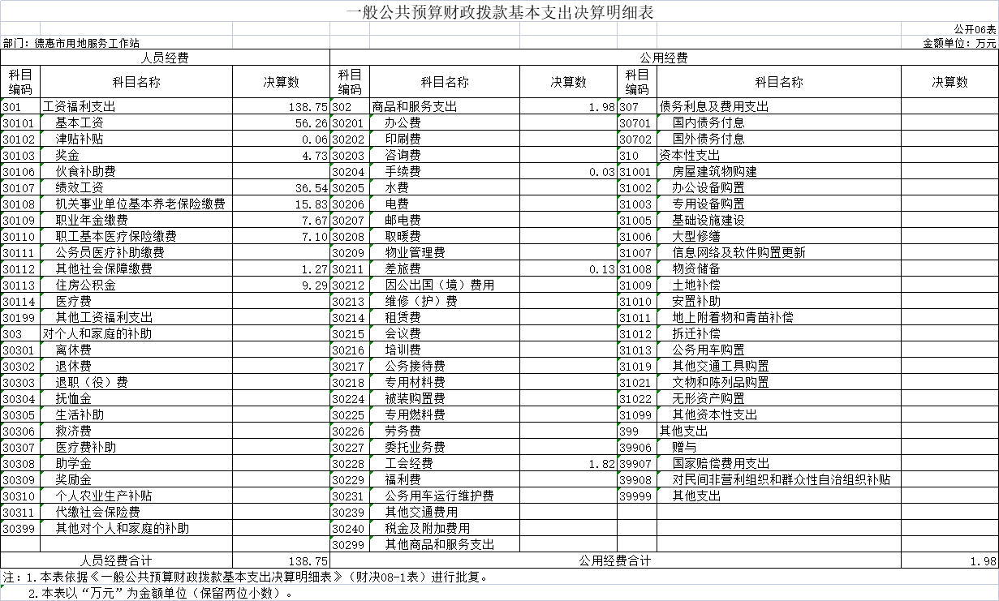 一般公共预算财政拨款基本支出决算明细表
公开06表
部门：德惠市用地服务工作站 金额单位：万元
人员经费 公用经费
科目编码 科目名称 决算数 科目编码 科目名称 决算数 科目编码 科目名称 决算数
301 工资福利支出 138.75 302 商品和服务支出 1.98 307 债务利息及费用支出
30101 基本工资 56.26 30201 办公费 30701 国内债务付息
30102 津贴补贴 0.06 30202 印刷费 30702 国外债务付息
30103 奖金 4.73 30203 咨询费 310 资本性支出
30106 伙食补助费 30204 手续费 0.03 31001 房屋建筑物购建
30107 绩效工资 36.54 30205 水费 31002 办公设备购置
30108 机关事业单位基本养老保险缴费 15.83 30206 电费 31003 专用设备购置
30109 职业年金缴费 7.67 30207 邮电费 31005 基础设施建设
30110 职工基本医疗保险缴费 7.10 30208 取暖费 31006 大型修缮
30111 公务员医疗补助缴费 30209 物业管理费 31007 信息网络及软件购置更新
30112 其他社会保障缴费 1.27 30211 差旅费 0.13 31008 物资储备
30113 住房公积金 9.29 30212 因公出国（境）费用 31009 土地补偿
30114 医疗费 30213 维修（护）费 31010 安置补助
30199 其他工资福利支出 30214 租赁费 31011 地上附着物和青苗补偿
303 对个人和家庭的补助 30215 会议费 31012 拆迁补偿
30301 离休费 30216 培训费 31013 公务用车购置
30302 退休费 30217 公务接待费 31019 其他交通工具购置
30303 退职（役）费 30218 专用材料费 31021 文物和陈列品购置
30304 抚恤金 30224 被装购置费 31022 无形资产购置
30305 生活补助 30225 专用燃料费 31099 其他资本性支出
30306 救济费 30226 劳务费 399 其他支出
30307 医疗费补助 30227 委托业务费 39906 赠与
30308 助学金 30228 工会经费 1.82 39907 国家赔偿费用支出
30309 奖励金 30229 福利费 39908 对民间非营利组织和群众性自治组织补贴
30310 个人农业生产补贴 30231 公务用车运行维护费 39999 其他支出
30311 代缴社会保险费 30239 其他交通费用
30399 其他对个人和家庭的补助 30240 税金及附加费用
30299 其他商品和服务支出
人员经费合计 138.75 公用经费合计 1.98
注：1.本表依据《一般公共预算财政拨款基本支出决算明细表》（财决08-1表）进行批复。
2.本表以“万元”为金额单位（保留两位小数）。